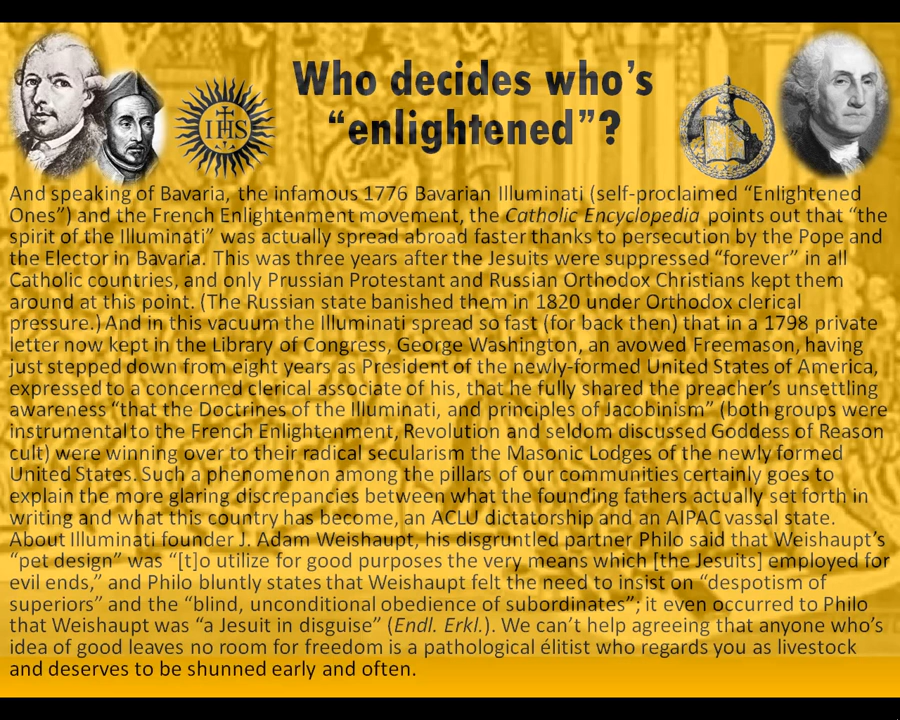 Who decides who's
“enlightened”?
IHS
And speaking of Bavaria, the infamous 1776 Bavarian Illuminati (self-proclaimed “Enlightened
Ones”) and the French Enlightenment movement, the Catholic Encyclopedia points out that “the
spirit of the Illuminati” was actually spread abroad faster thanks to persecution by the Pope and
the Elector in Bavaria. This was three years after the Jesuits were suppressed “forever” in all
Catholic countries, and only Prussian Protestant and Russian Orthodox Christians kept them
around at this point. (The Russian state banished them in 1820 under Orthodox clerical
pressure.) And in this vacuum the Illuminati spread so fast (for back then) that in a 1798 private
letter now kept in the Library of Congress, George Washington, an avowed Freemason, having
just stepped down from eight years as President of the newly-formed United States of America,
expressed to a concerned clerical associate of his, that he fully shared the preacher's unsettling
awareness “that the Doctrines of the Illuminati, and principles of Jacobinism” (both groups were
instrumental to the French Enlightenment, Revolution and seldom discussed Goddess of Reason
cult) were winning over to their radical secularism the Masonic Lodges of the newly formed
United States. Such a phenomenon among the pillars of our communities certainly goes to
explain the more glaring discrepancies between what the founding fathers actually set forth in
writing and what this country has become, an ACLU dictatorship and an AIPAC vassal state.
About Illuminati founder J. Adam Weishaupt, his disgruntled partner Philo said that Weishaupt's
“pet design” was “[t]o utilize for good purposes the very means which [the Jesuits] employed for
evil ends,” and Philo bluntly states that Weishaupt felt the need to insist on “despotism of
superiors” and the “blind, unconditional obedience of subordinates”; it even occurred to Philo
that Weishaupt was “a Jesuit in disguise” (Endl. Erkl.). We can't help agreeing that anyone who's
idea of good leaves no room for freedom is a pathological élitist who regards you as livestock
and deserves to be shunned early and often.